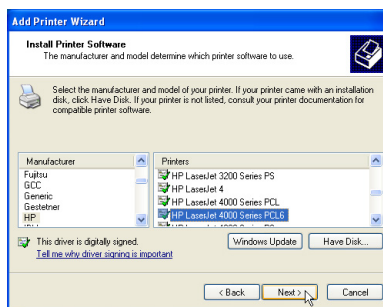 Add Printer Wizard
Install Printer Software
The manufacturer and model determine which printer software to use.
Select the manufacturer and model of your printer. If your printer came with an installation
disk, click Have Disk. If your printer is not listed, consult your printer documentation for
compatible printer software.
Manufacturer
Fujitsu
GCC
Generic
Gestetner
HP
Printers
HP LaserJet 3200 Series PS
HP LaserJet 4
HP LaserJet 4000 Series PCL
HP LaserJet 4000 Series PCL6
This driver is digitally signed.
Tell me why driver signing is important
Windows Update
Have Disk...
< Back
Next >
Cancel